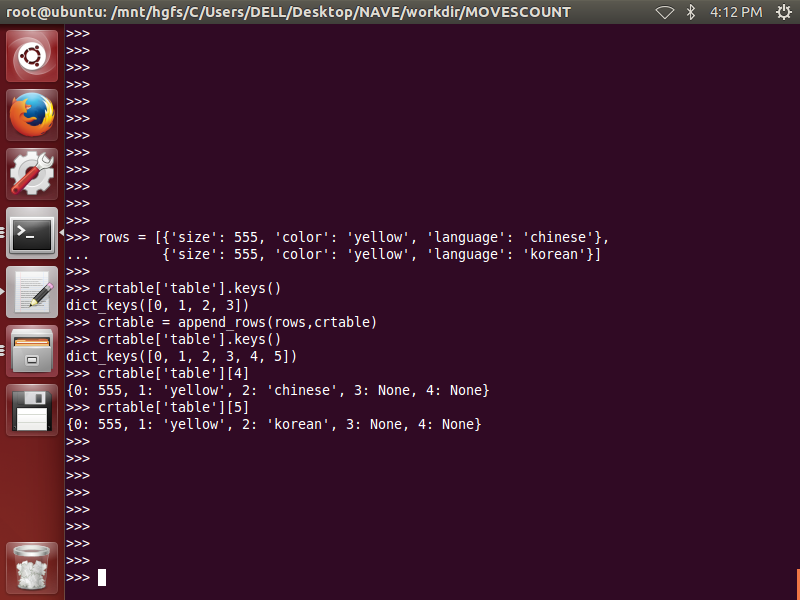 root@ubuntu: /mnt/hgfs/C/Users/DELL/Desktop/NAVE/workdir/MOVESCOUNT 4:12 PM
>>>
>>>
>>>
>>>
>>>
>>>
>>>
>>>
>>>
>>>
>>>
>>>
>>> rows = [{'size': 555, 'color': 'yellow', 'language': 'chinese'},
...         {'size': 555, 'color': 'yellow', 'language': 'korean'}]
>>>
>>> crtable['table'].keys()
dict_keys([0, 1, 2, 3])
>>> crtable = append_rows(rows,crtable)
>>> crtable['table'].keys()
dict_keys([0, 1, 2, 3, 4, 5])
>>> crtable['table'][4]
{0: 555, 1: 'yellow', 2: 'chinese', 3: None, 4: None}
>>> crtable['table'][5]
{0: 555, 1: 'yellow', 2: 'korean', 3: None, 4: None}
>>>
>>>
>>>
>>>
>>>
>>>
>>>
>>>
>>>